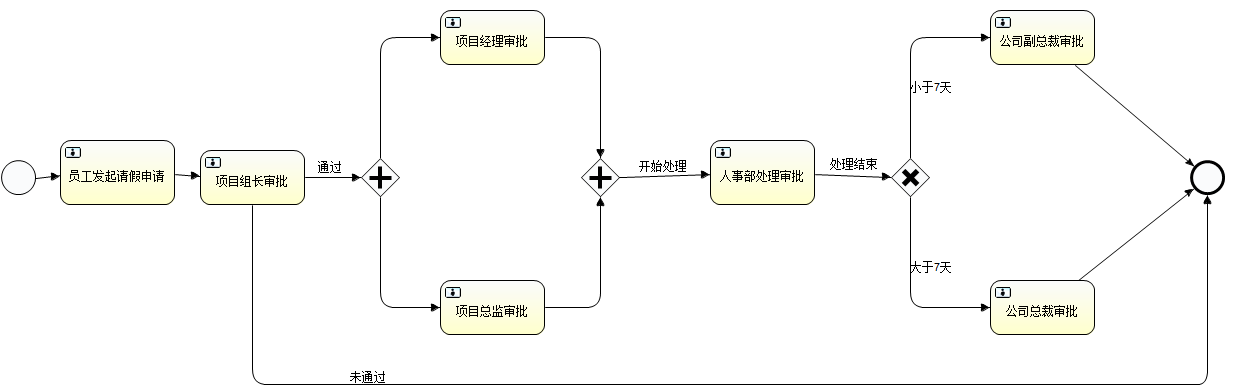 员工发起请假申请
项目组长审批
通过
项目经理审批
项目总监审批
开始处理
人事部处理审批
处理结束
小于7天
大于7天
公司副总裁审批
公司总裁审批
未通过